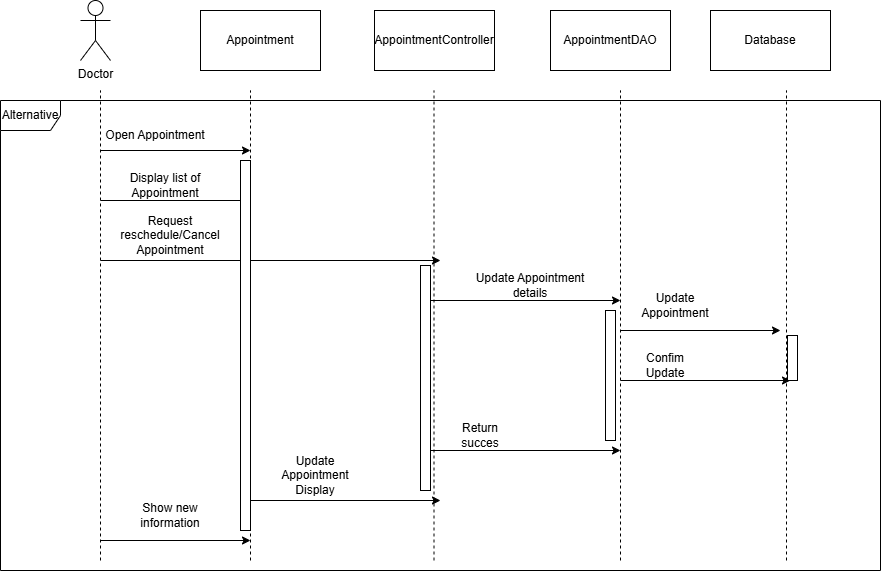 Doctor
Appointment
AppointmentController
AppointmentDAO
Database
Alternative
Open Appointment
Display list of
Appointment
Request
reschedule/Cancel
Appointment
Update Appointment
details
Update
Appointment
Confim
Update
Return
succes
Update
Appointment
Display
Show new
information